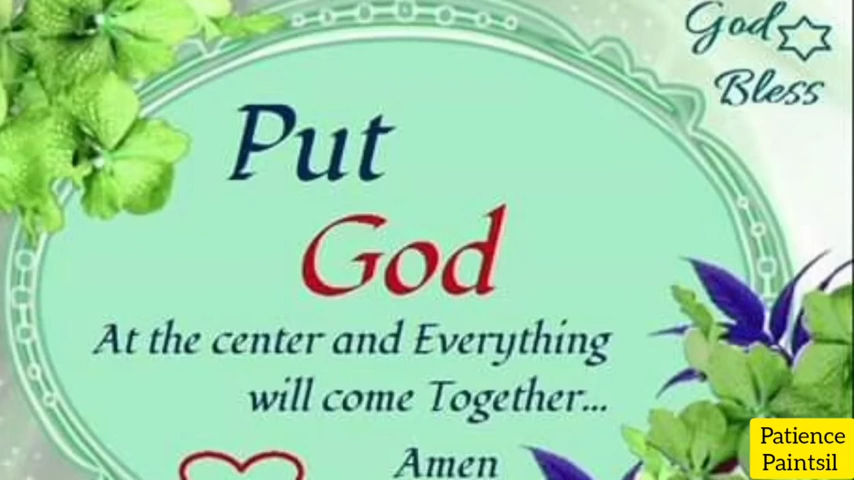 God
Bless
Put
God
At the center and Everything
will come Together...
Amen
Patience
Paintsil